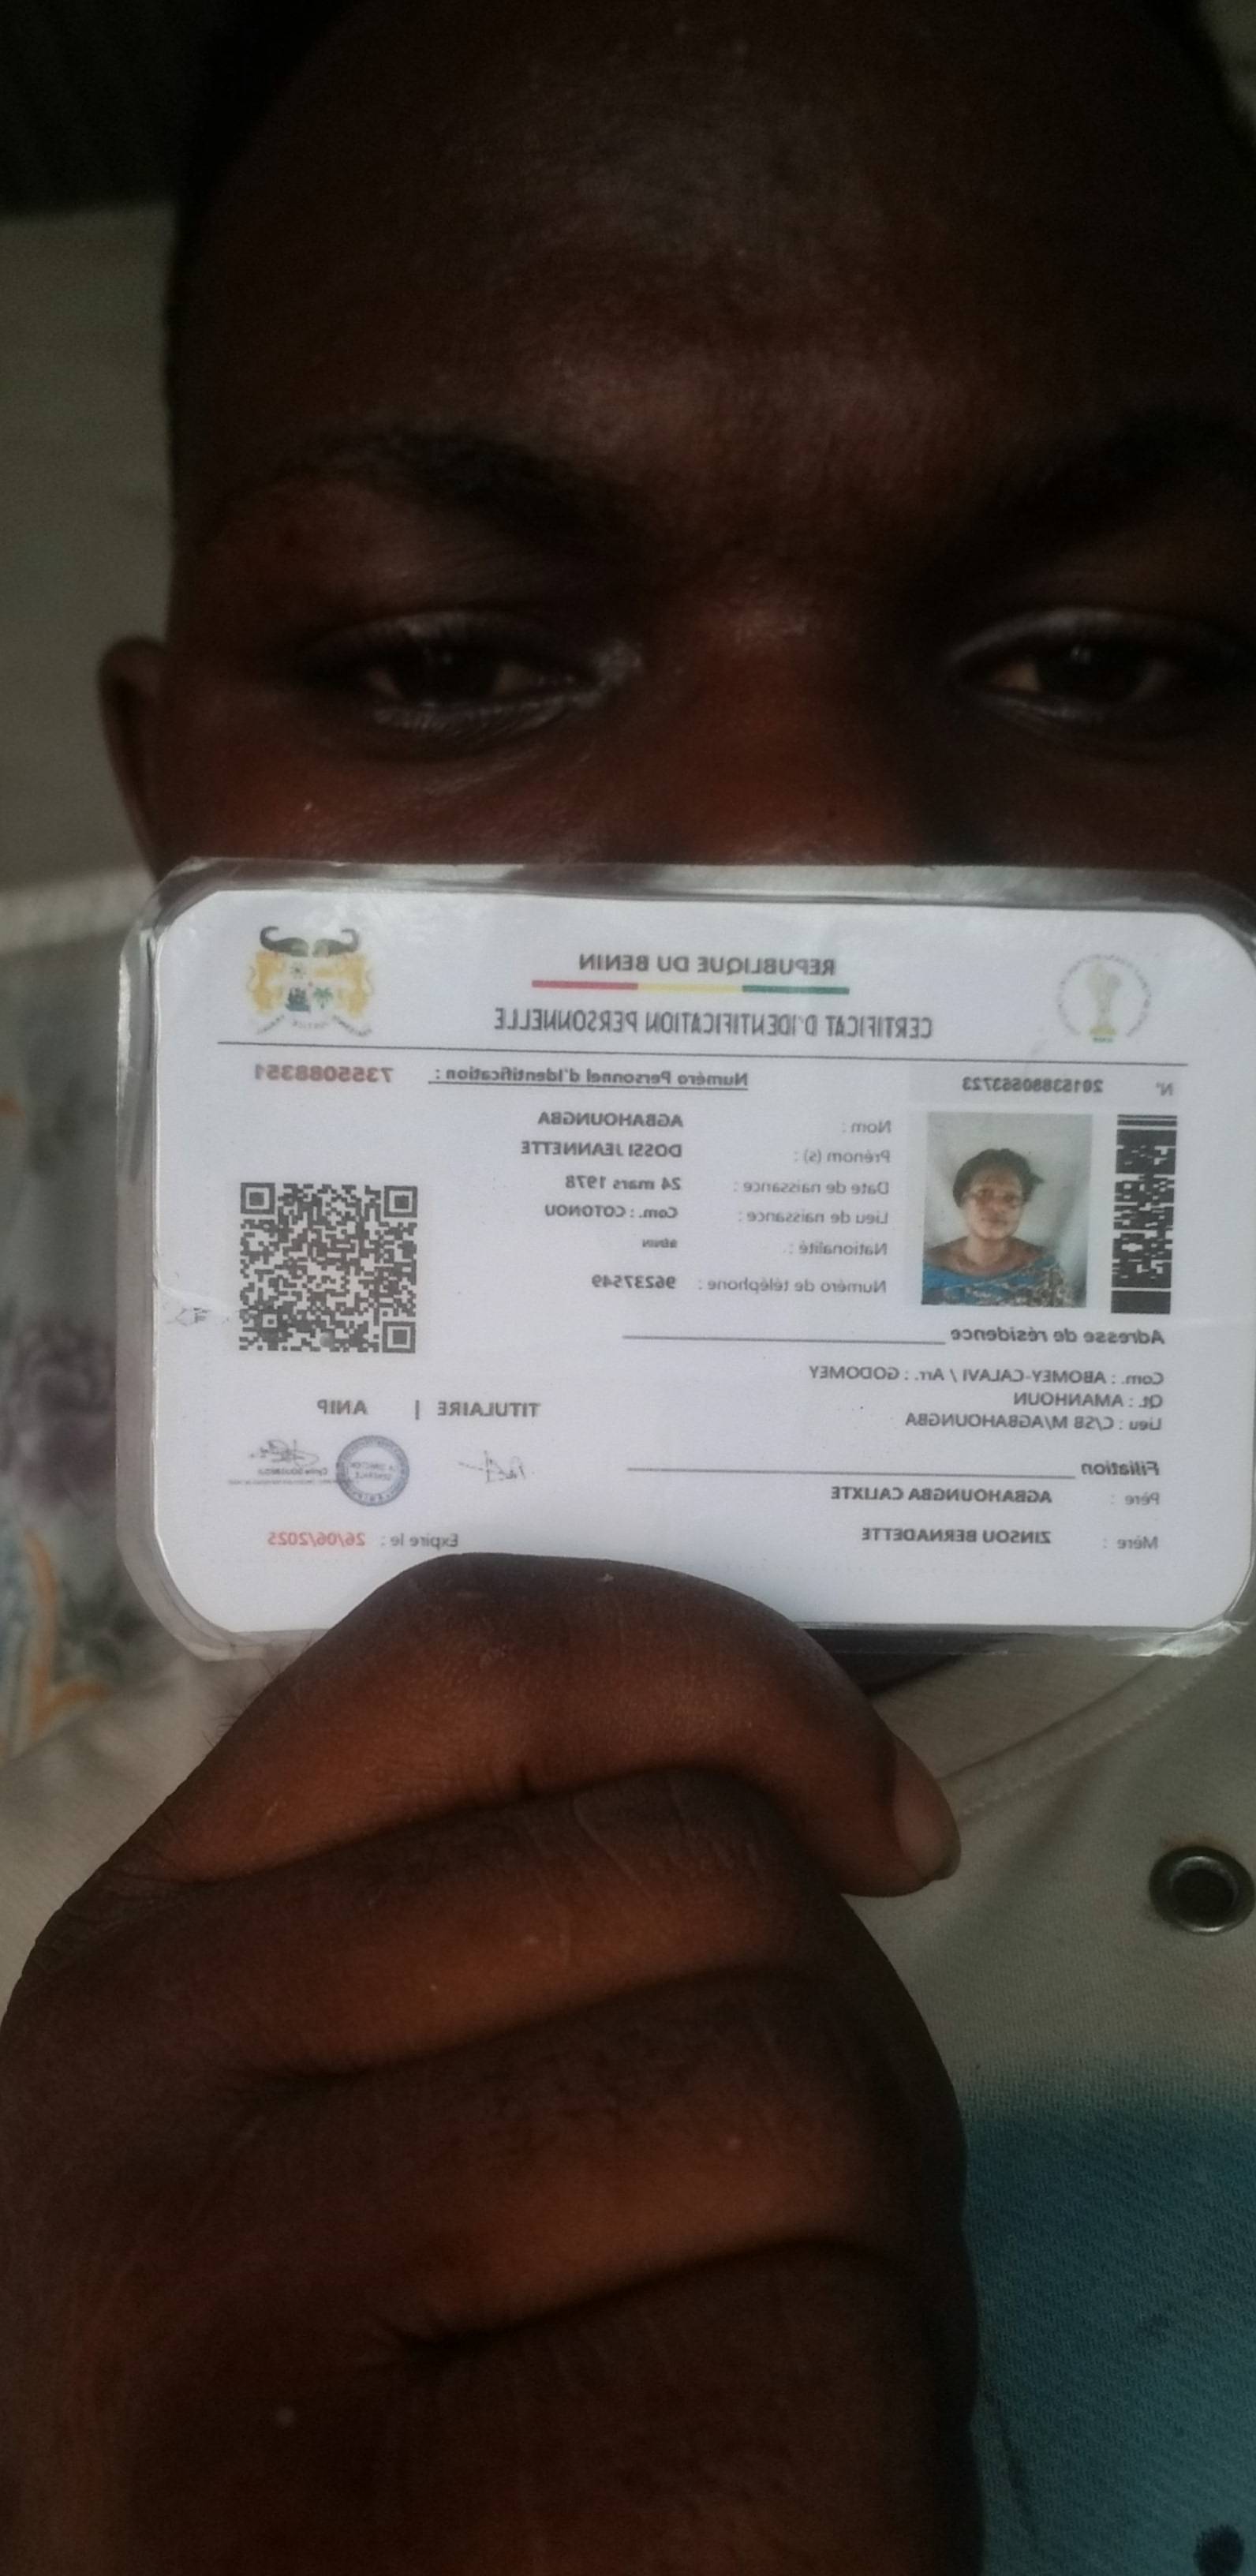 REPUBLIQUE DU BENIN
CERTIFICAT D'IDENTIFICATION PERSONNELLE
N°
Numéro Personnel d'Identification : 7355088351
Nom : AGBAHOUNGBA
Prénom (s) : DOSSI JEANNETTE
Date de naissance : 24 mars 1978
Lieu de naissance : Com. : COTONOU
Nationalité : BENIN
Numéro de téléphone : 96237549
Adresse de résidence
Com. : ABOMEY-CALAVI / Arr. : GODOMEY
Qt. : AMANHOUN
Lieu : C/SB M/AGBAHOUNGBA
TITULAIRE | ANIP
Filiation
Père : AGBAHOUNGBA CALIXTE
Mère : ZINSOU BERNADETTE
Expire le : 26/06/2025